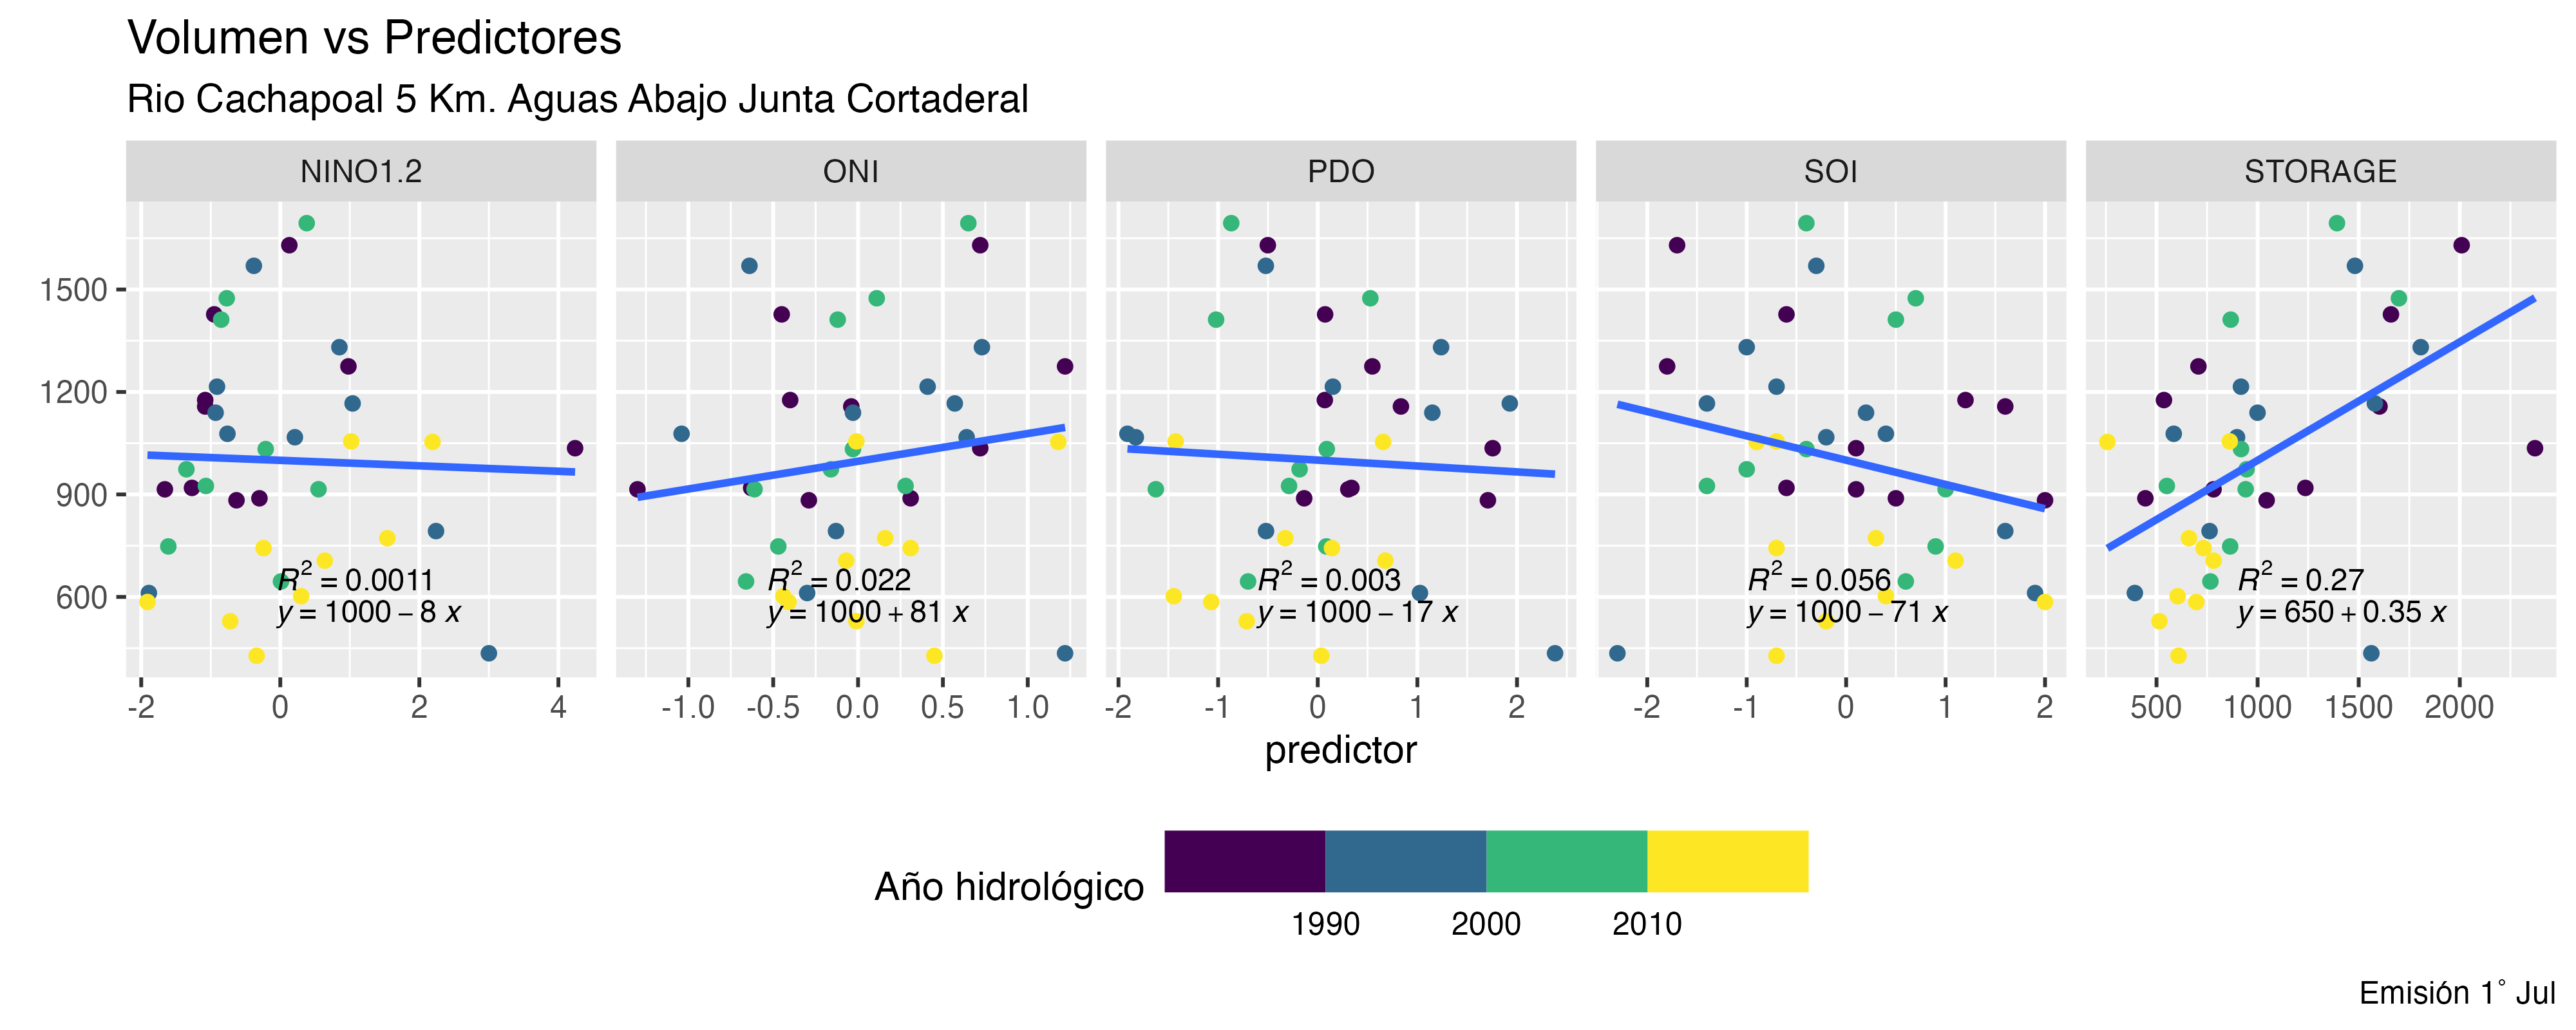 Volumen vs Predictores
Rio Cachapoal 5 Km. Aguas Abajo Junta Cortaderal
NINO1.2 ONI PDO SOI STORAGE
1500
1200
900
600
R² = 0.0011 R² = 0.022 R² = 0.003 R² = 0.056 R² = 0.27
y = 1000 − 8 x y = 1000 + 81 x y = 1000 − 17 x y = 1000 − 71 x y = 650 + 0.35 x
-2 0 2 4 -1.0 -0.5 0.0 0.5 1.0 -2 -1 0 1 2 -2 -1 0 1 2 500 1000 1500 2000
predictor
Año hidrológico
1990 2000 2010
Emisión 1° Jul